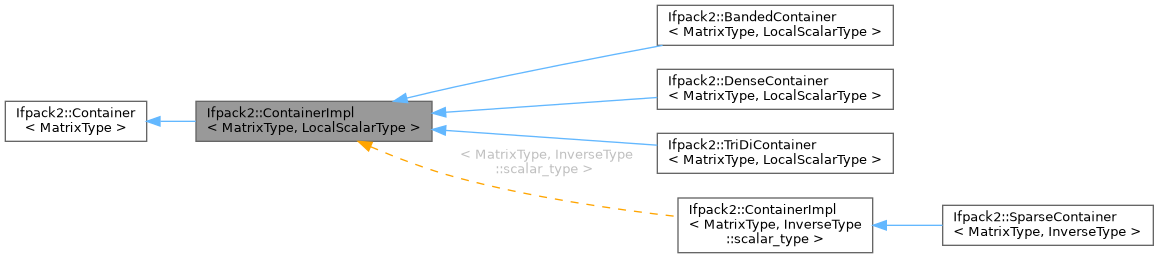 Ifpack2::Container
< MatrixType >
Ifpack2::ContainerImpl
< MatrixType, LocalScalarType >
Ifpack2::BandedContainer
< MatrixType, LocalScalarType >
Ifpack2::DenseContainer
< MatrixType, LocalScalarType >
Ifpack2::TriDiContainer
< MatrixType, LocalScalarType >
< MatrixType, InverseType
::scalar_type >
Ifpack2::ContainerImpl
< MatrixType, InverseType
::scalar_type >
Ifpack2::SparseContainer
< MatrixType, InverseType >